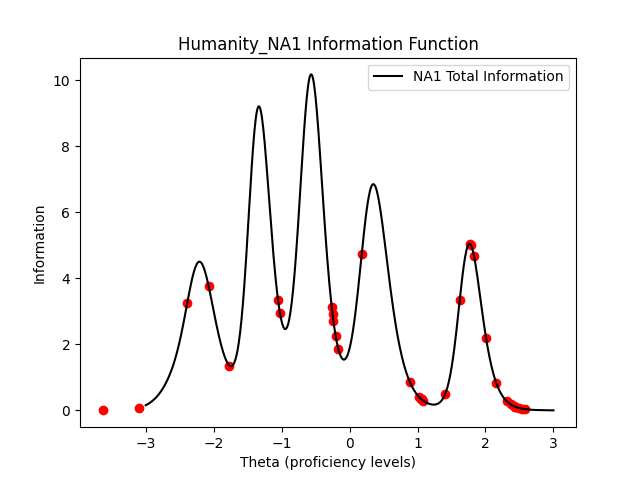 Humanity_NA1 Information Function
NA1 Total Information
Information
10
8
6
4
2
0
−3 −2 −1 0 1 2 3
Theta (proficiency levels)